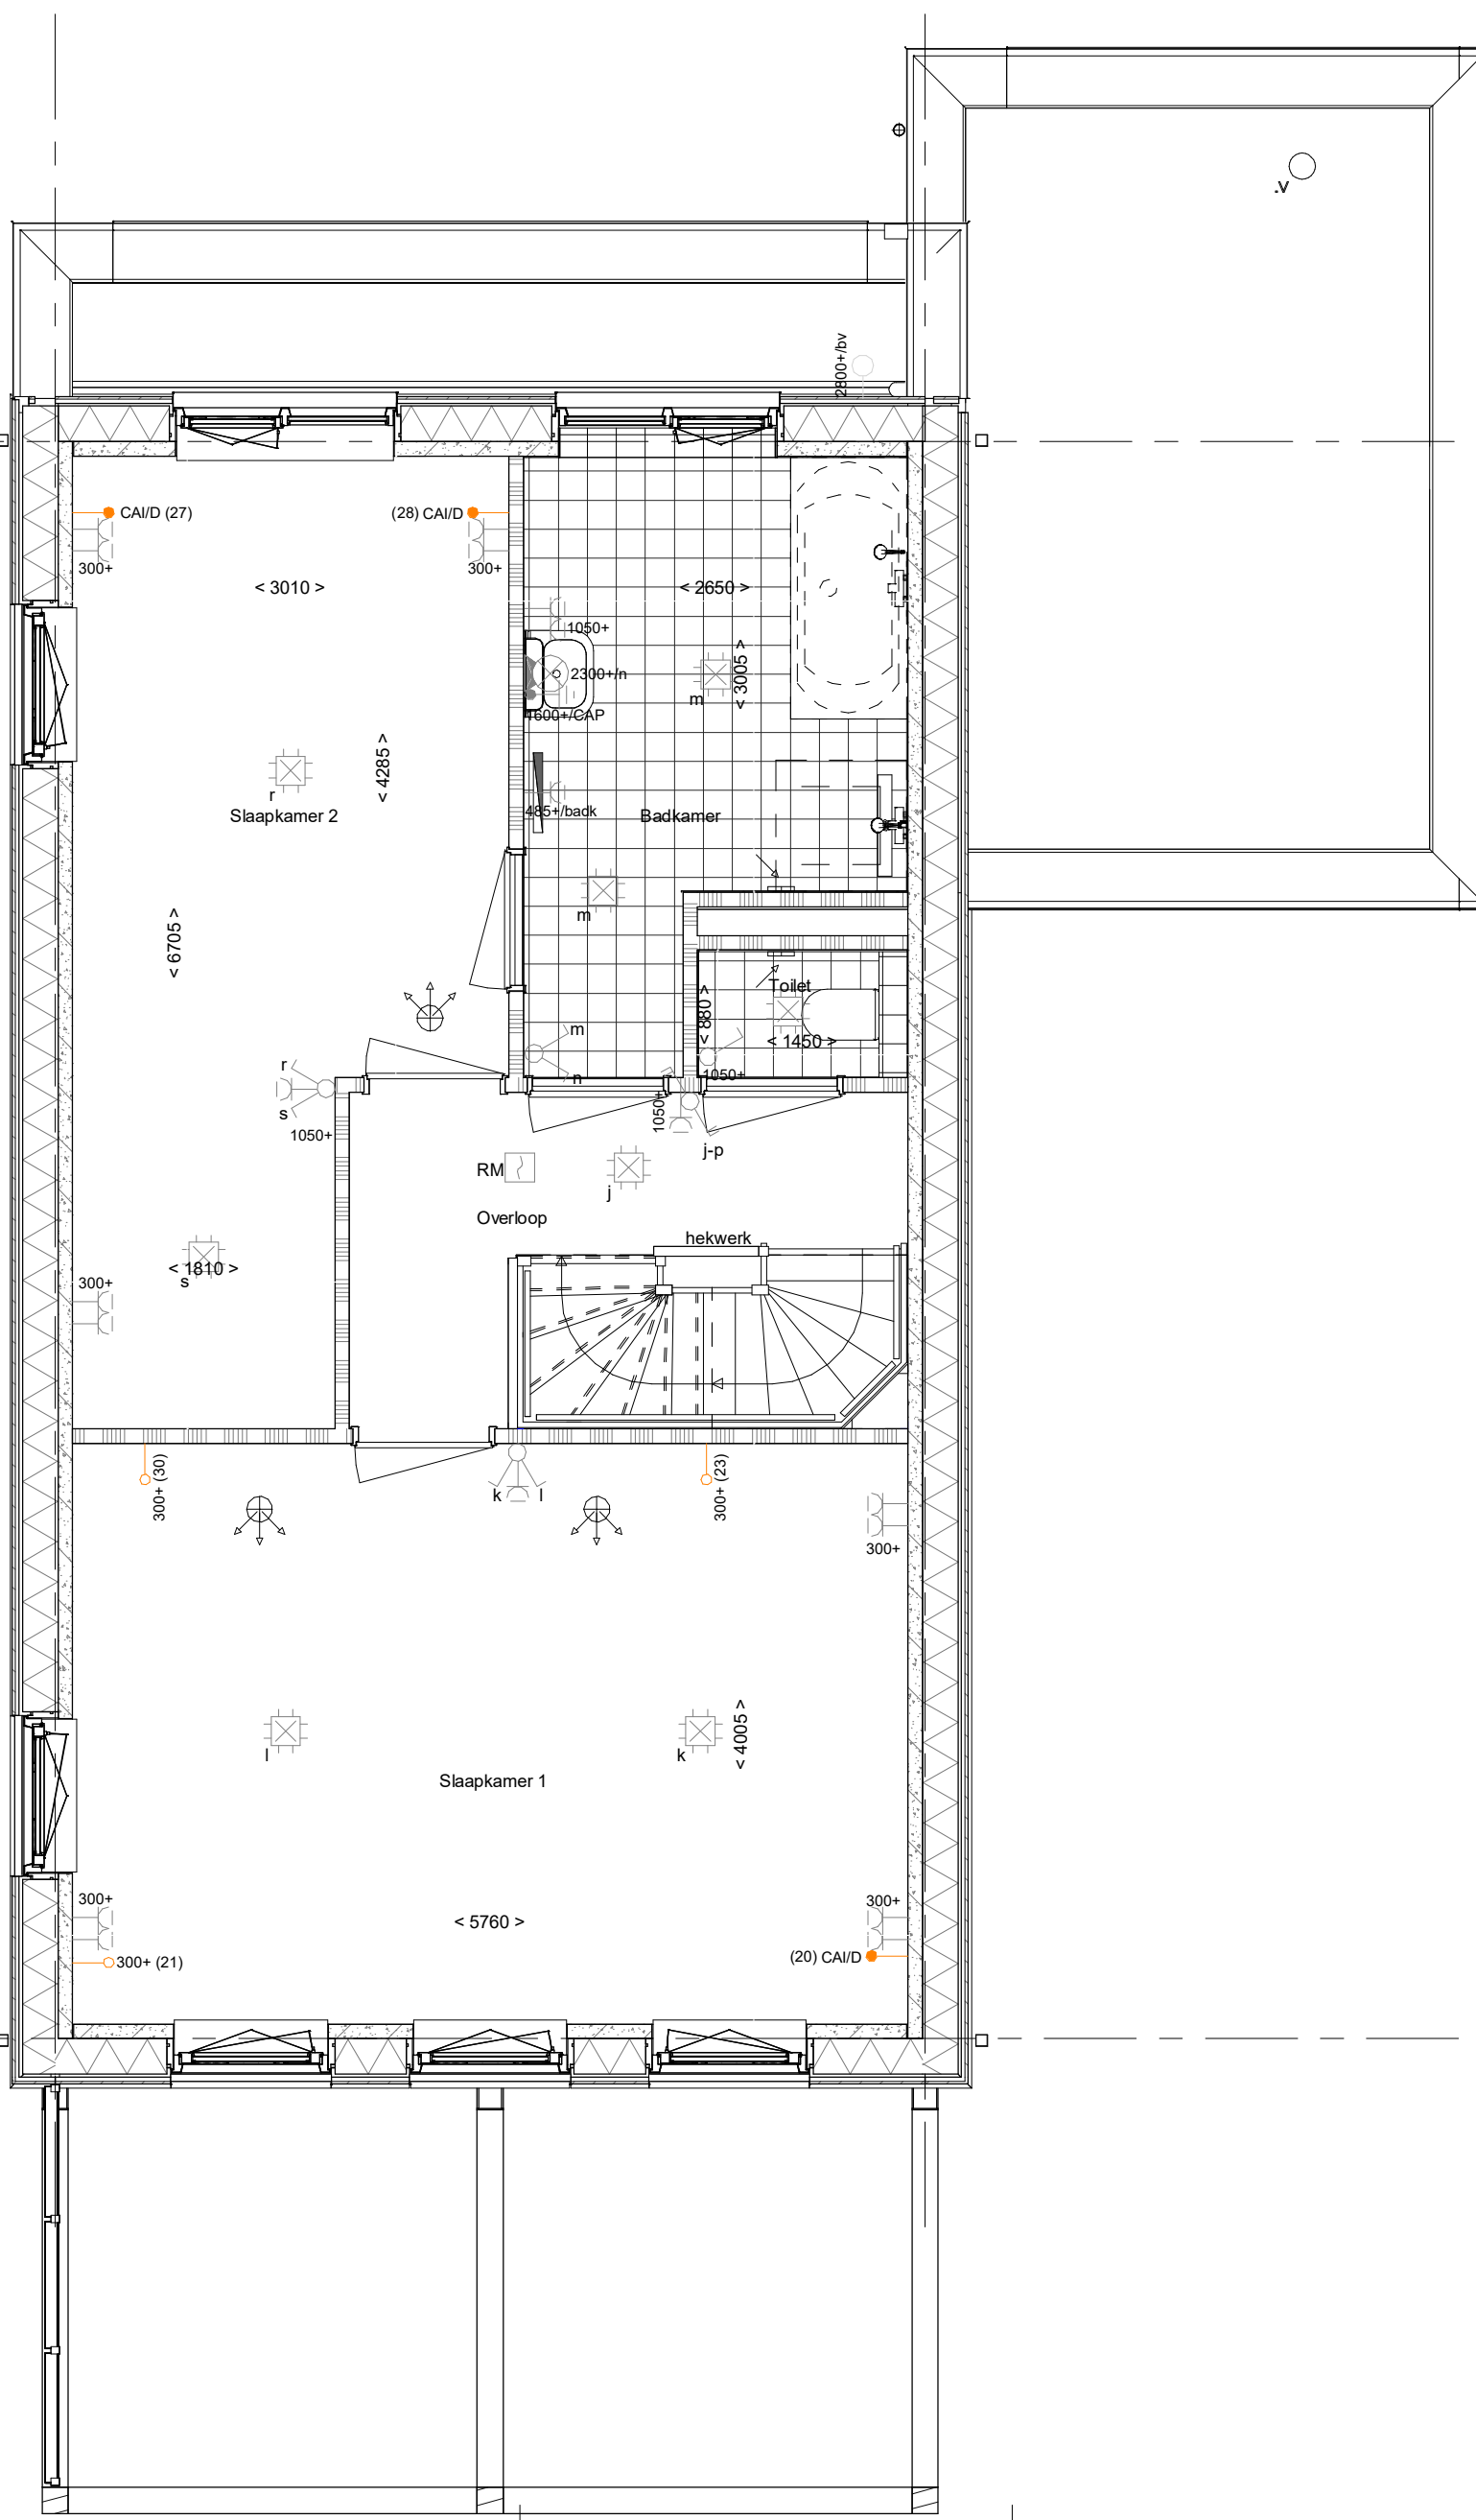 .v
2800+/bv
CAI/D (27)
(28) CAI/D
300+
300+
< 3010 >
< 2650 >
1050+
2300+/n
< 3005 >
m
1600+/CAP
< 4285 >
r
Slaapkamer 2
485+/badk
Badkamer
m
< 6705 >
Toilet
< 880 >
< 1450 >
m
n
1050+
r
s
1050+
1050+
j-p
RM
j
Overloop
hekwerk
< 1810 >
s
300+
300+ (30)
300+ (23)
k
l
300+
l
k
< 4005 >
Slaapkamer 1
300+
300+
< 5760 >
300+ (21)
(20) CAI/D